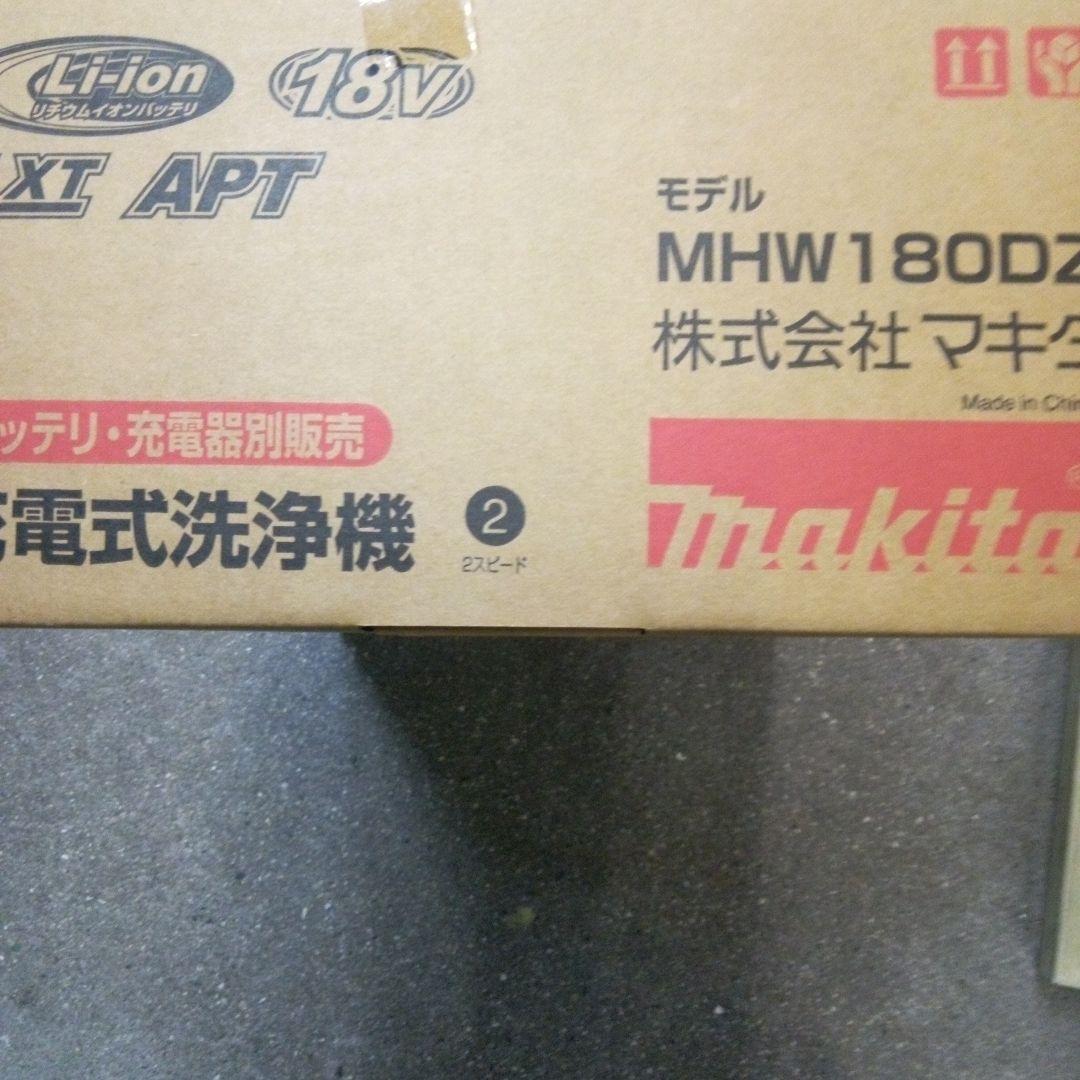 Li-ion
リチウムイオンバッテリ
18V
XT APT
モデル
MHW180DZ
株式会社マキタ
Made in Chin
ッテリ・充電器別販売
充電式洗浄機
2
2スピード
makita